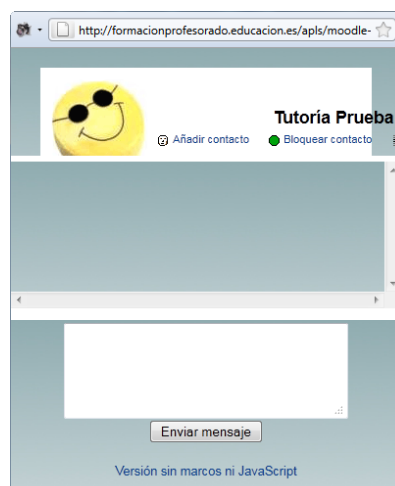 http://formacionprofesorado.educacion.es/apls/moodle-
Tutoría Prueba
Añadir contacto Bloquear contacto
Enviar mensaje
Versión sin marcos ni JavaScript